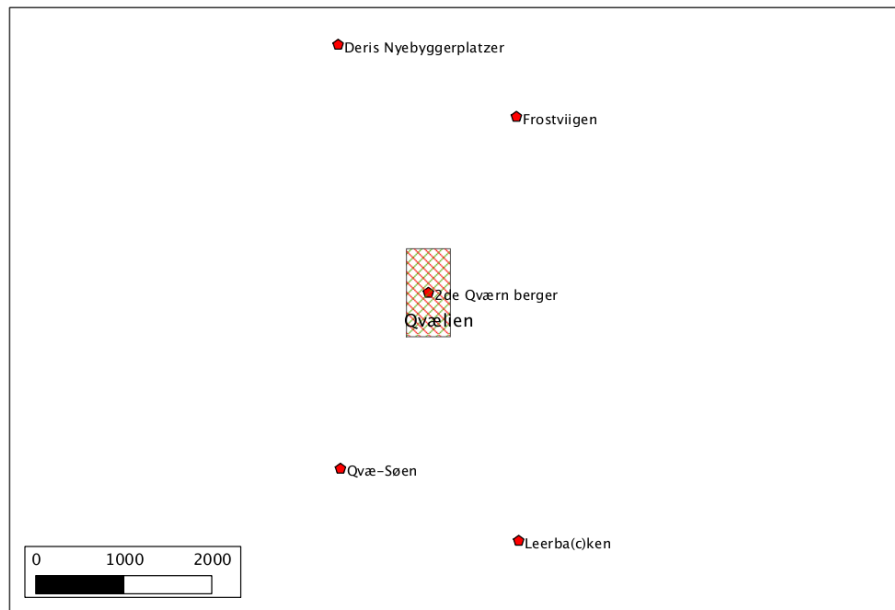 Deris Nyebyggerplatzer
Frostviigen
2de Qværn berger
Qvælien
Qvæ-Søen
Leerba(c)ken
0 1000 2000